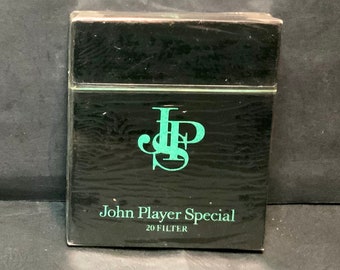 JPS
John Player Special
20 FILTER